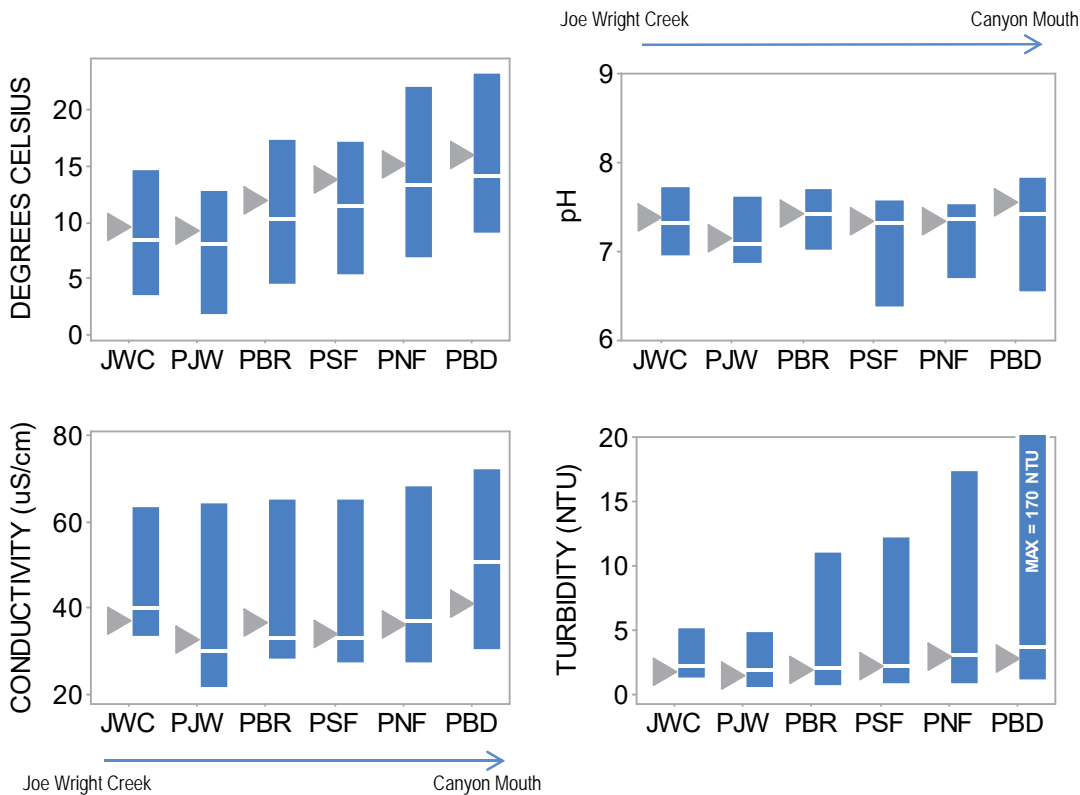 Joe Wright Creek Canyon Mouth
DEGREES CELSIUS
20
15
10
5
0
JWC PJW PBR PSF PNF PBD
pH
9
8
7
6
JWC PJW PBR PSF PNF PBD
CONDUCTIVITY (uS/cm)
80
60
40
20
JWC PJW PBR PSF PNF PBD
TURBIDITY (NTU)
20
15
10
5
0
MAX = 170 NTU
JWC PJW PBR PSF PNF PBD
Joe Wright Creek Canyon Mouth